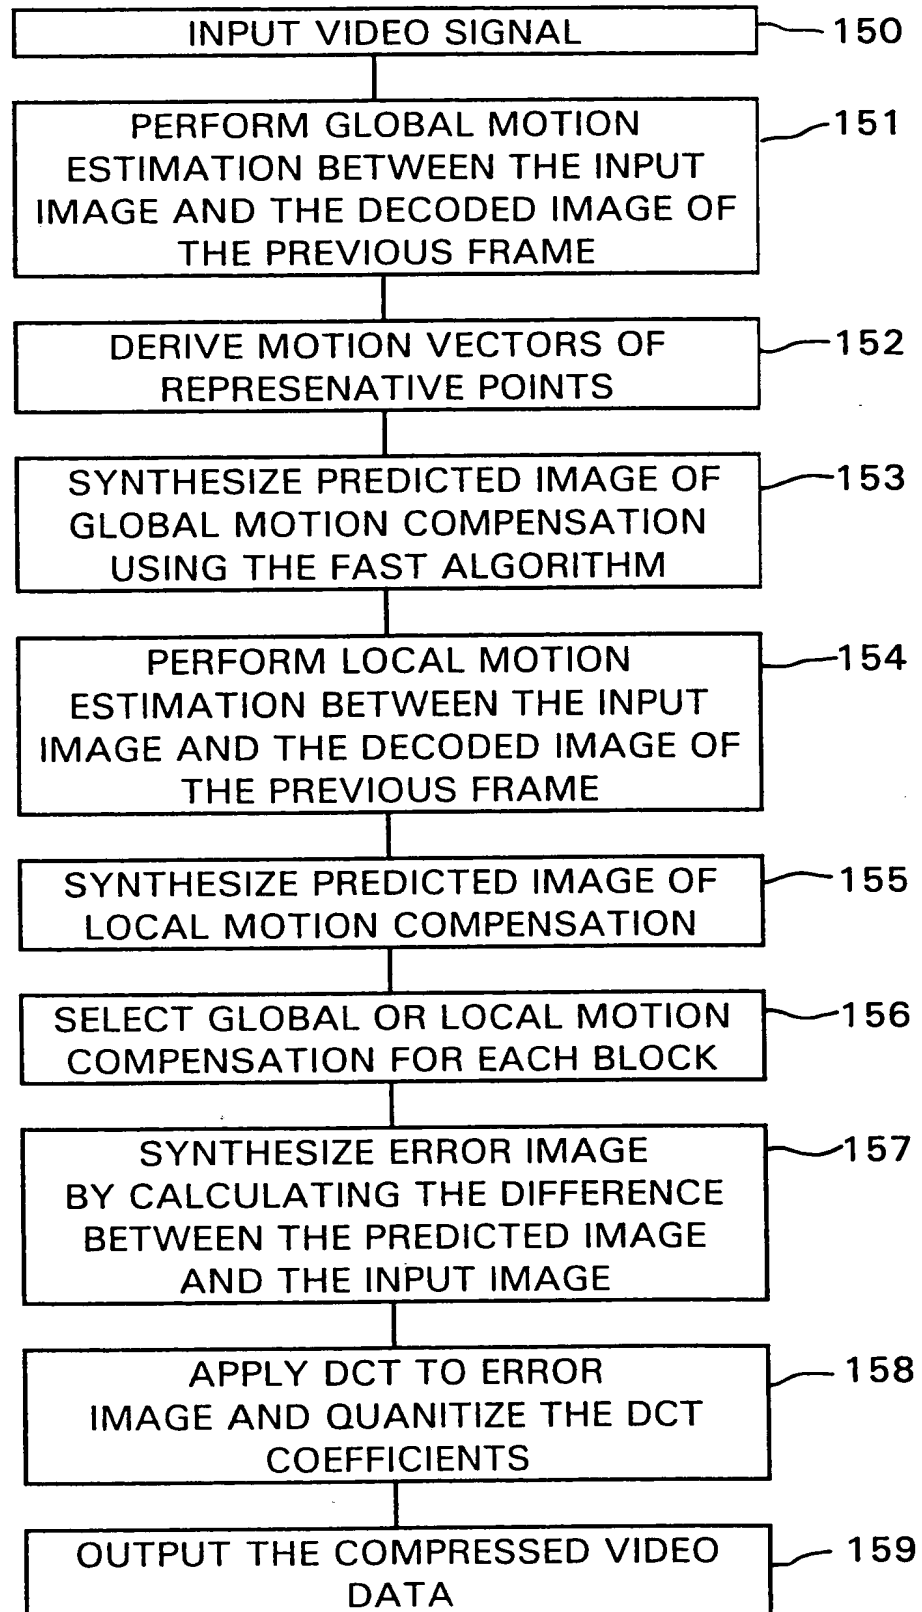 INPUT VIDEO SIGNAL
150
PERFORM GLOBAL MOTION
ESTIMATION BETWEEN THE INPUT
IMAGE AND THE DECODED IMAGE OF
THE PREVIOUS FRAME
151
DERIVE MOTION VECTORS OF
REPRESENATIVE POINTS
152
SYNTHESIZE PREDICTED IMAGE OF
GLOBAL MOTION COMPENSATION
USING THE FAST ALGORITHM
153
PERFORM LOCAL MOTION
ESTIMATION BETWEEN THE INPUT
IMAGE AND THE DECODED IMAGE OF
THE PREVIOUS FRAME
154
SYNTHESIZE PREDICTED IMAGE OF
LOCAL MOTION COMPENSATION
155
SELECT GLOBAL OR LOCAL MOTION
COMPENSATION FOR EACH BLOCK
156
SYNTHESIZE ERROR IMAGE
BY CALCULATING THE DIFFERENCE
BETWEEN THE PREDICTED IMAGE
AND THE INPUT IMAGE
157
APPLY DCT TO ERROR
IMAGE AND QUANITIZE THE DCT
COEFFICIENTS
158
OUTPUT THE COMPRESSED VIDEO
DATA
159